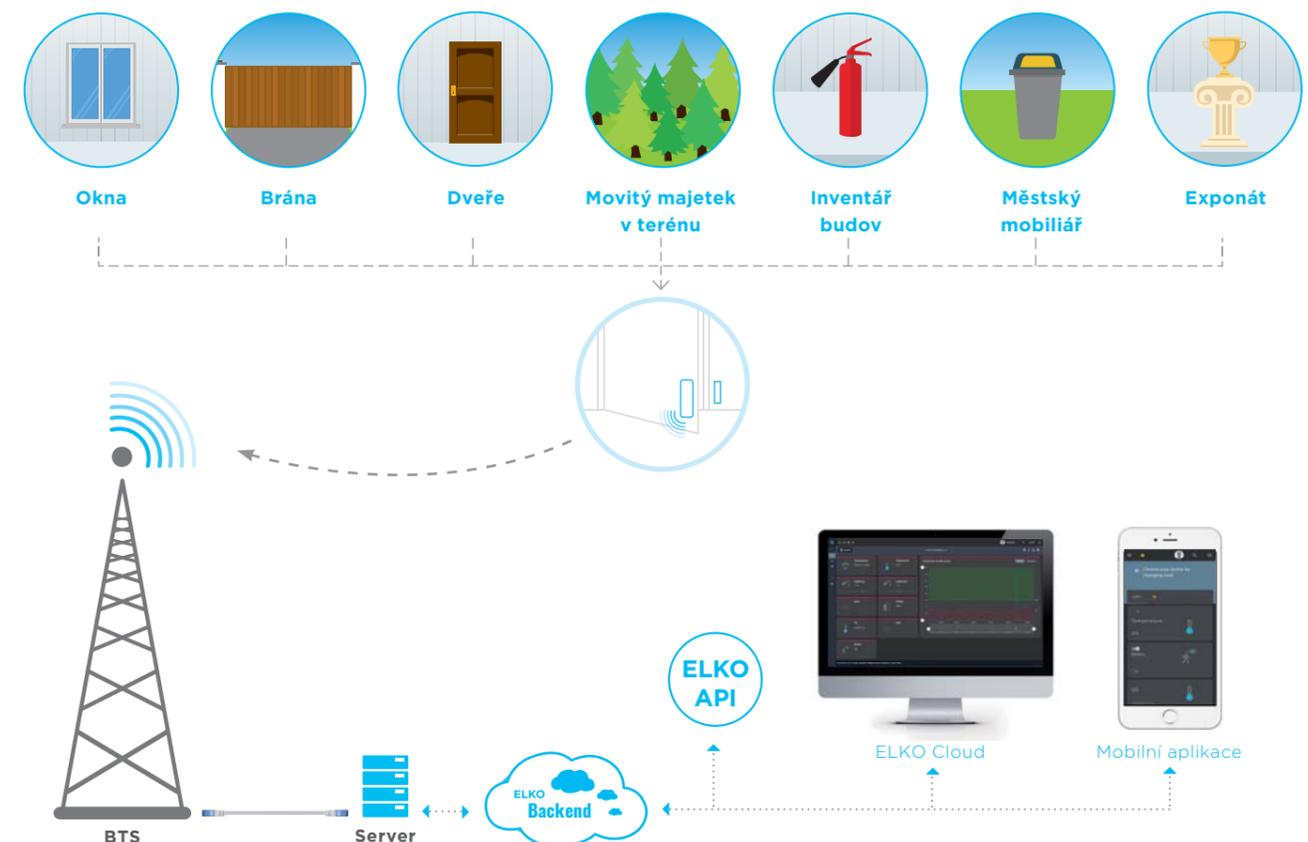 Okna
Brána
Dveře
Movitý majetek
v terénu
Inventář
budov
Městský
mobiliář
Exponát
ELKO
API
ELKO Cloud
Mobilní aplikace
ELKO
Backend
BTS
Server